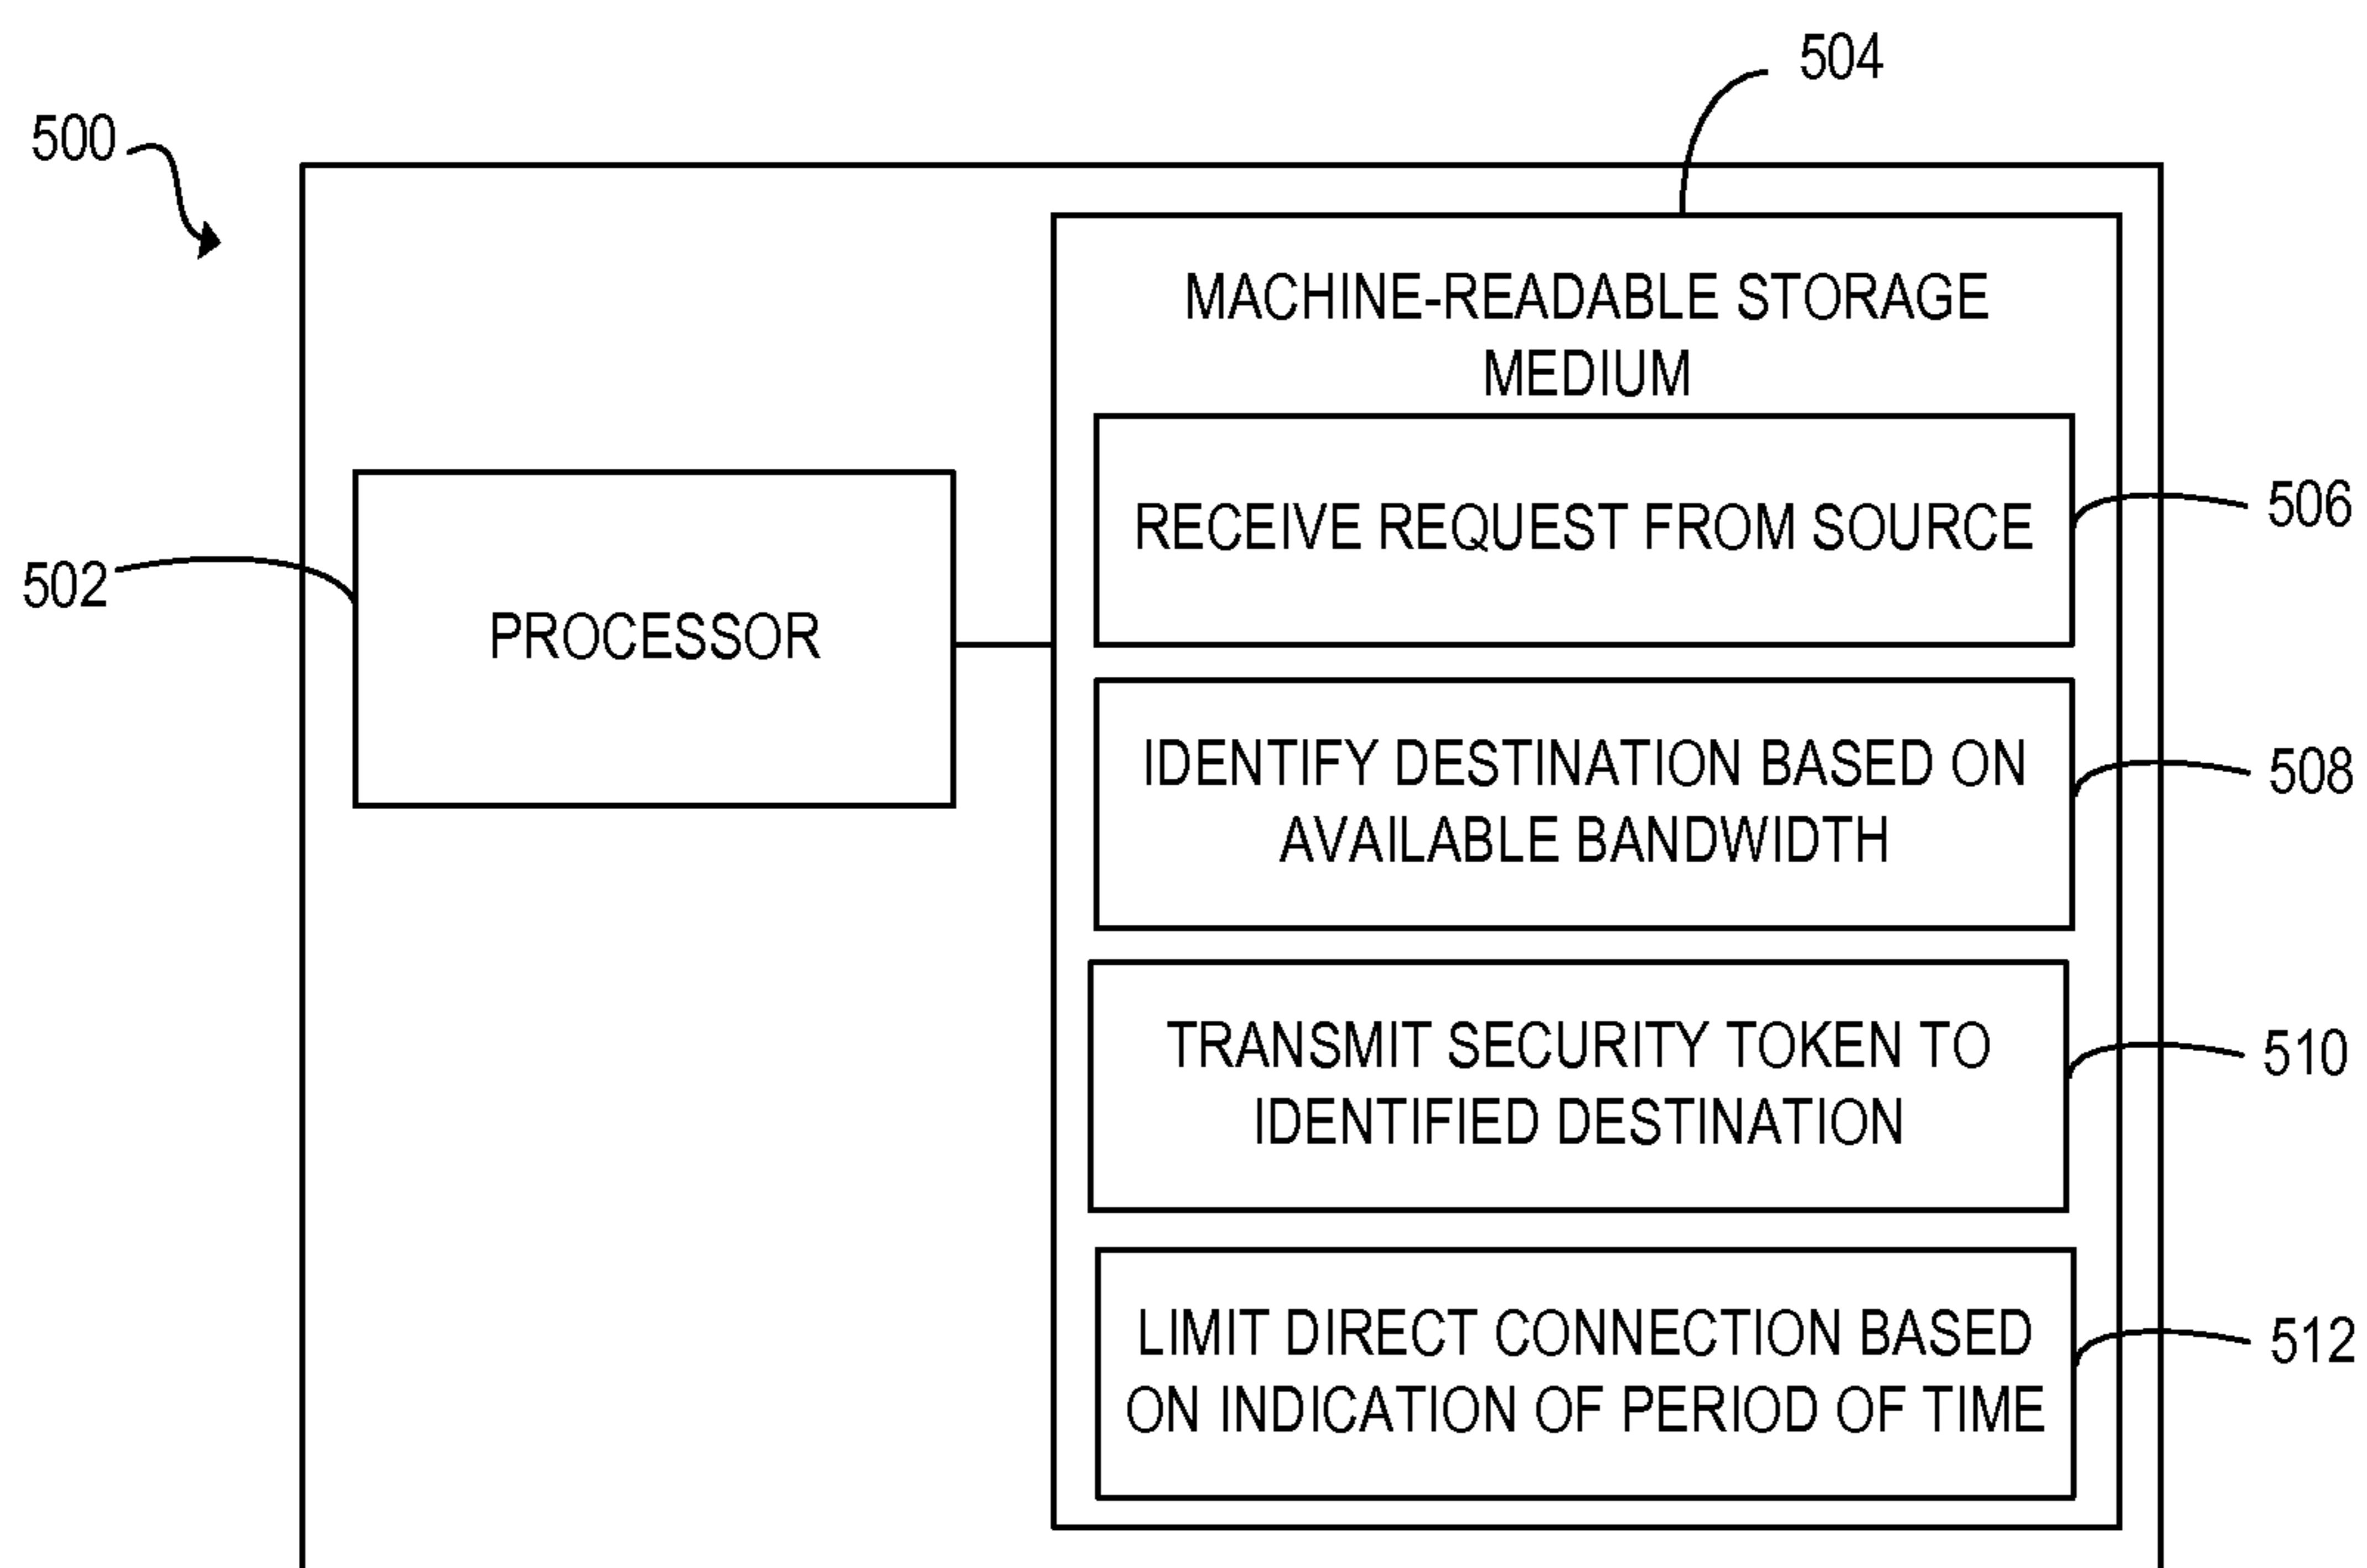 504
500
MACHINE-READABLE STORAGE
MEDIUM
RECEIVE REQUEST FROM SOURCE
506
502
PROCESSOR
IDENTIFY DESTINATION BASED ON
AVAILABLE BANDWIDTH
508
TRANSMIT SECURITY TOKEN TO
IDENTIFIED DESTINATION
510
LIMIT DIRECT CONNECTION BASED
ON INDICATION OF PERIOD OF TIME
512